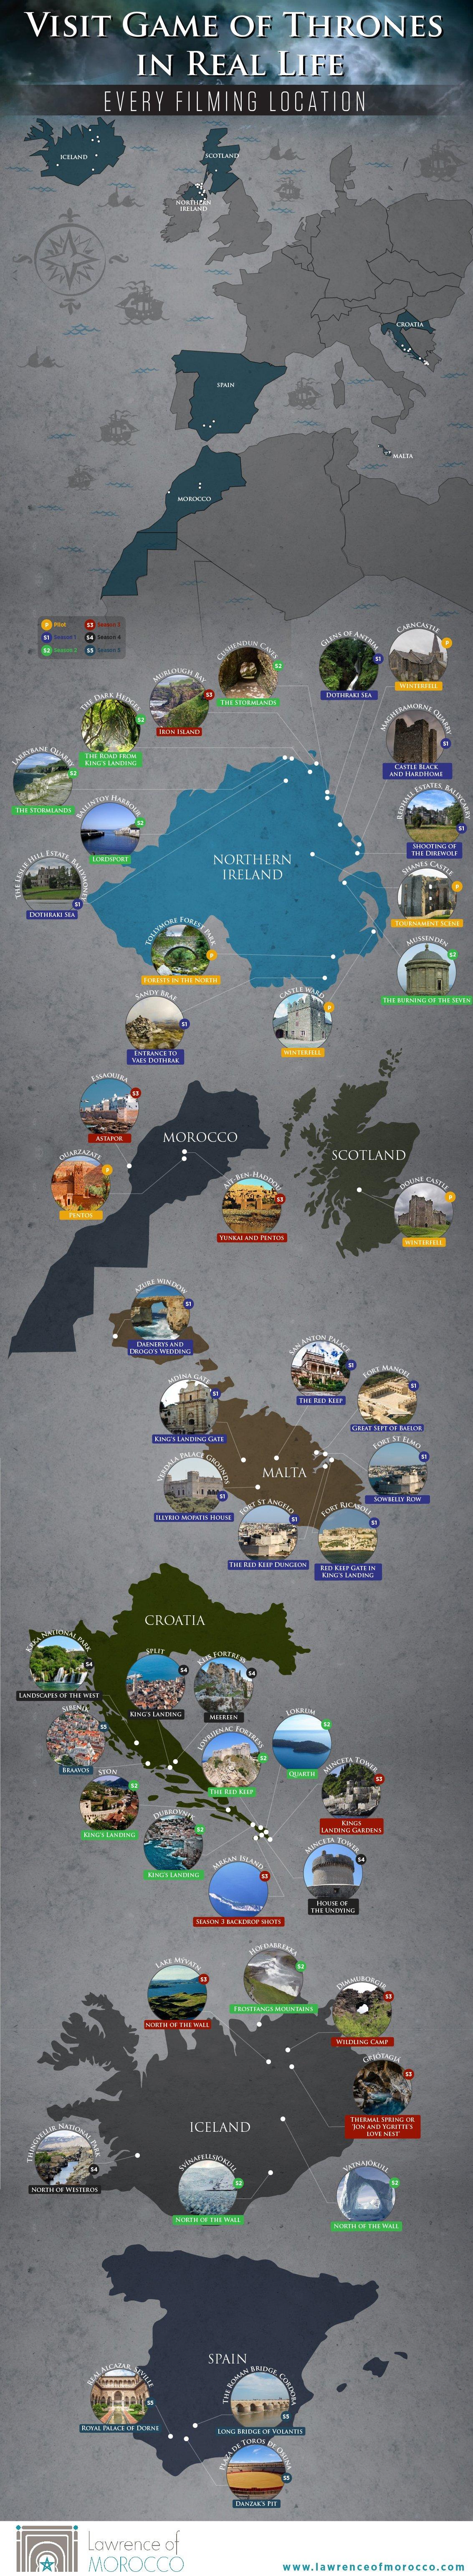 Visit Game of Thrones
in Real Life
EVERY FILMING LOCATION
ICELAND
SCOTLAND
NORTHERN
IRELAND
CROATIA
SPAIN
MALTA
MOROCCO
P Pilot
S3 Season 3
S1 Season 1
S4 Season 4
S2 Season 2
S5 Season 5
CUSHENDUN CAVES
S2
THE STORMLANDS
GLENS OF ANTRIM
S1
DOTHRAKI SEA
CAIRNCASTLE
P
WINTERFELL
MURLOUGH BAY
S3
IRON ISLAND
THE DARK HEDGES
S2
THE ROAD FROM
KING'S LANDING
MAGHERAMORNE QUARRY
S1
CASTLE BLACK
AND HARDHOME
LARRYBANE QUARRY
S2
THE STORMLANDS
BALLINTOY HARBOUR
S2
LORDSPORT
REDHALL ESTATES, BALLYCARRY
S1
SHOOTING OF
THE DIREWOLF
NORTHERN
IRELAND
THE LESLIE HILL ESTATE, BALLYMONEY
S1
DOTHRAKI SEA
SHANES CASTLE
P
TOURNAMENT SCENE
TOLLYMORE FOREST PARK
P
FORESTS IN THE NORTH
MUSSENDEN
S2
THE BURNING OF THE SEVEN
SANDY BRAE
S1
ENTRANCE TO
VAES DOTHRAK
CASTLE WARD
P
WINTERFELL
ESSAOUIRA
S3
ASTAPOR
MOROCCO
SCOTLAND
OUARZAZATE
P
PENTOS
AIT-BEN-HADDOU
S3
YUNKAI AND PENTOS
DOUNE CASTLE
P
WINTERFELL
AZURE WINDOW
S1
DAENERYS AND
DROGO'S WEDDING
SAN ANTON PALACE
S1
THE RED KEEP
MDINA GATE
S1
KING'S LANDING GATE
FORT MANOEL
S1
GREAT SEPT OF BAELOR
VERDALA PALACE GROUNDS
S1
ILLYRIO MOPATIS HOUSE
MALTA
FORT ST ELMO
S1
SOWBELLY ROW
FORT ST ANGELO
S1
THE RED KEEP DUNGEON
FORT RICASOLI
S1
RED KEEP GATE IN
KING'S LANDING
CROATIA
KRKA NATIONAL PARK
S4
LANDSCAPES OF THE WEST
SPLIT
S4
KING'S LANDING
KLIS FORTRESS
S4
MEEREEN
SIBENIK
S5
BRAAVOS
LOVRIJENAC FORTRESS
S2
THE RED KEEP
LOKRUM
S2
QUARTH
STON
S2
KING'S LANDING
MINCETA TOWER
S3
KINGS
LANDING GARDENS
DUBROVNIK
S2
KING'S LANDING
MINCETA TOWER
S4
HOUSE OF
THE UNDYING
MRKAN ISLAND
S3
SEASON 3 BACKDROP SHOTS
LAKE MYVATN
S3
NORTH OF THE WALL
HOFDABREKKA
S2
FROSTFANGS MOUNTAINS
DIMMUBORGIR
S3
WILDLING CAMP
GRJÓTAGJÁ
S3
THERMAL SPRING OR
'JON AND YGRITTE'S
LOVE NEST'
ICELAND
THINGVELLIR NATIONAL PARK
S4
NORTH OF WESTEROS
SVÍNAFELLSJÖKULL
S2
NORTH OF THE WALL
VATNAJÖKULL
S2
NORTH OF THE WALL
SPAIN
REAL ALCAZAR, SEVILLE
S5
ROYAL PALACE OF DORNE
THE ROMAN BRIDGE, CORDOBA
S5
LONG BRIDGE OF VOLANTIS
PLAZA DE TOROS DE OSUNA
S5
DANZAK'S PIT
Lawrence of
MOROCCO
www.lawrenceofmorocco.com